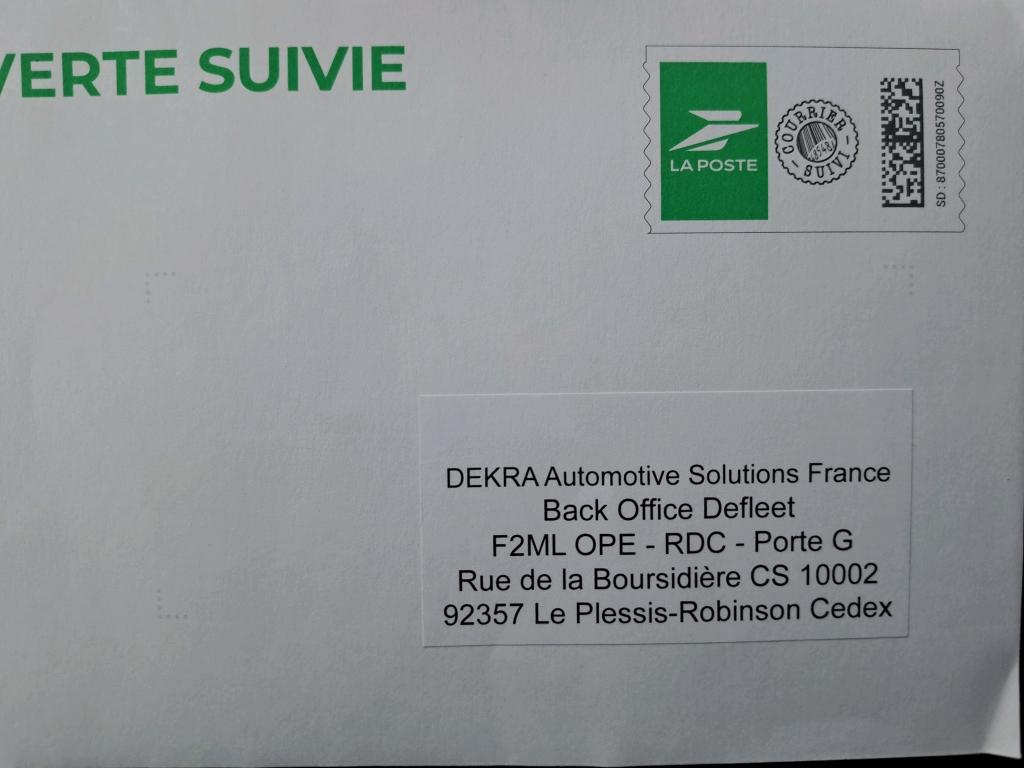 VERTE SUIVIE
LA POSTE
COURRIER SUIVI
SD : 87000780570090Z
DEKRA Automotive Solutions France
Back Office Defleet
F2ML OPE - RDC - Porte G
Rue de la Boursidière CS 10002
92357 Le Plessis-Robinson Cedex